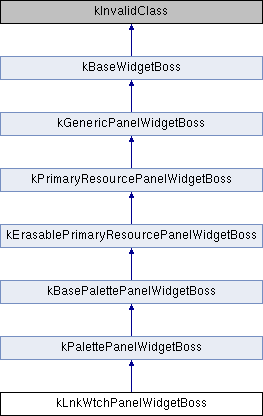 kInvalidClass
kBaseWidgetBoss
kGenericPanelWidgetBoss
kPrimaryResourcePanelWidgetBoss
kErasablePrimaryResourcePanelWidgetBoss
kBasePalettePanelWidgetBoss
kPalettePanelWidgetBoss
kLnkWtchPanelWidgetBoss